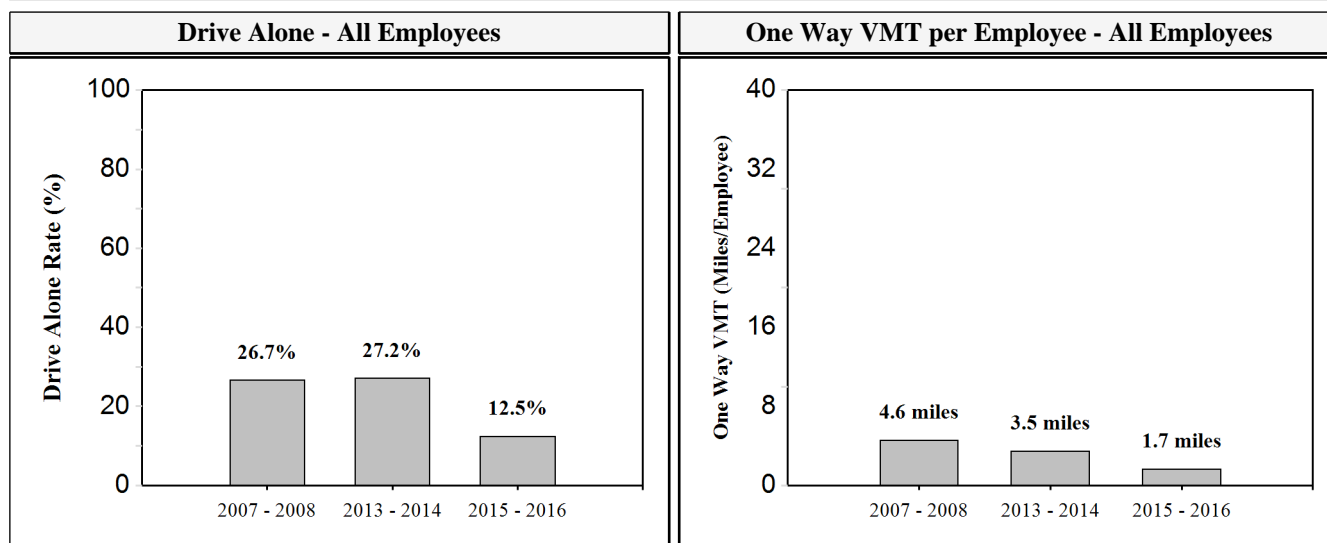 Drive Alone - All Employees
One Way VMT per Employee - All Employees
Drive Alone Rate (%)
100
80
60
40
20
0
26.7%
27.2%
12.5%
2007 - 2008
2013 - 2014
2015 - 2016
One Way VMT (Miles/Employee)
40
32
24
16
8
0
4.6 miles
3.5 miles
1.7 miles
2007 - 2008
2013 - 2014
2015 - 2016